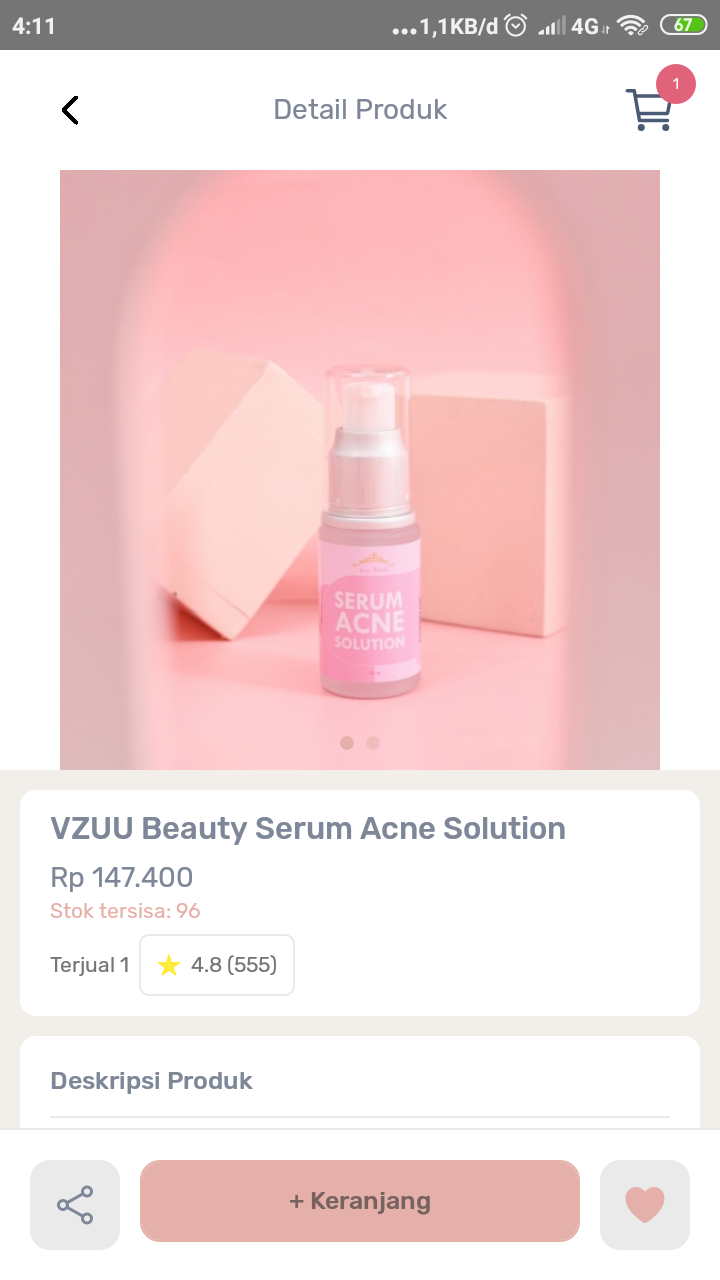 4:11
...1,1KB/d
4G
67
1
Detail Produk
SERUM
ACNE
SOLUTION
VZUU Beauty Serum Acne Solution
Rp 147.400
Stok tersisa: 96
Terjual 1
4.8 (555)
Deskripsi Produk
+ Keranjang